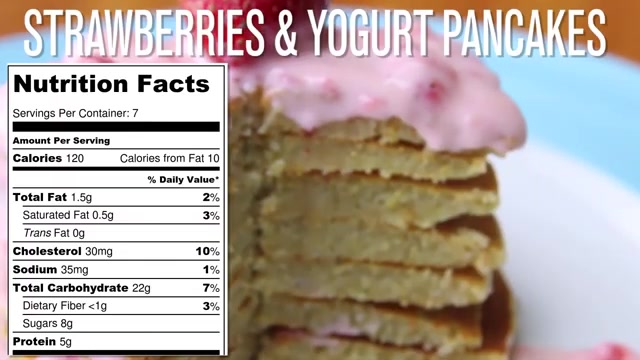 STRAWBERRIES & YOGURT PANCAKES
Nutrition Facts
Servings Per Container: 7
Amount Per Serving
Calories 120 Calories from Fat 10
% Daily Value*
Total Fat 1.5g 2%
Saturated Fat 0.5g 3%
Trans Fat 0g
Cholesterol 30mg 10%
Sodium 35mg 1%
Total Carbohydrate 22g 7%
Dietary Fiber <1g 3%
Sugars 8g
Protein 5g